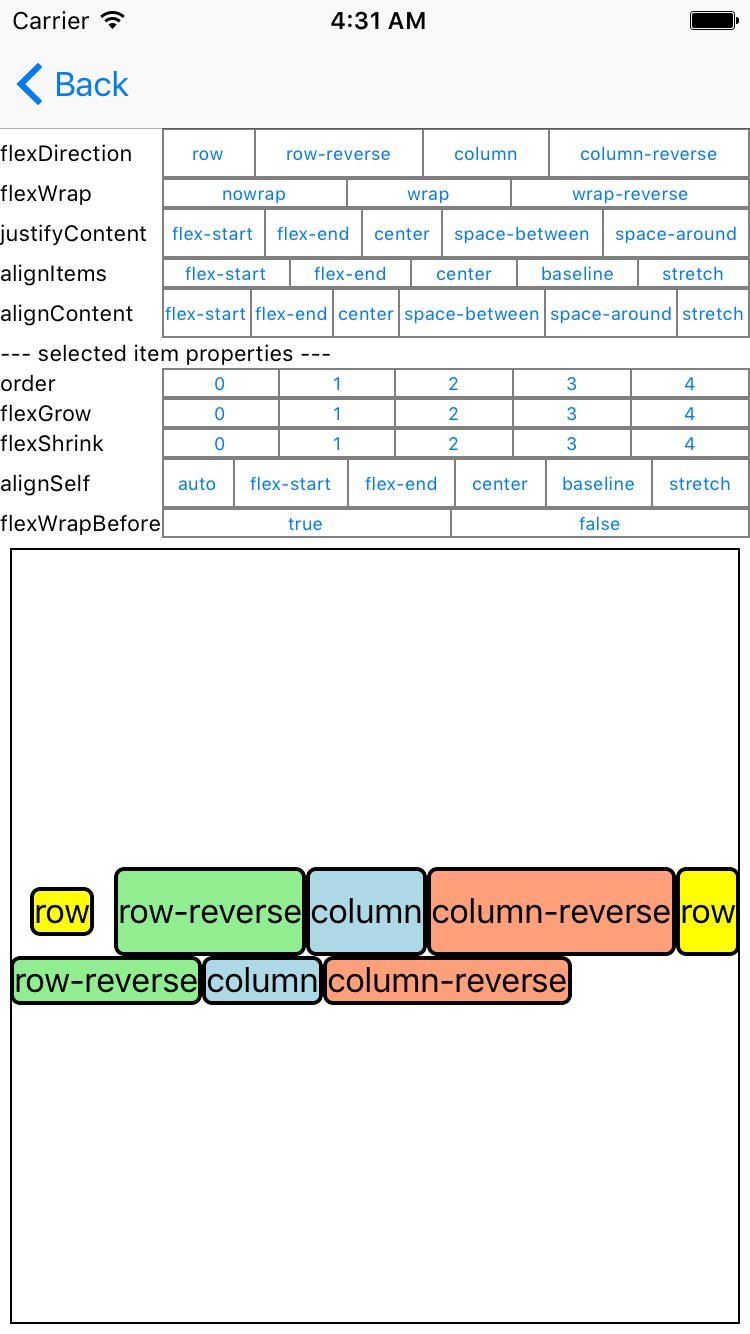 Carrier 4:31 AM
Back
flexDirection row row-reverse column column-reverse
flexWrap nowrap wrap wrap-reverse
justifyContent flex-start flex-end center space-between space-around
alignItems flex-start flex-end center baseline stretch
alignContent flex-start flex-end center space-between space-around stretch
--- selected item properties ---
order 0 1 2 3 4
flexGrow 0 1 2 3 4
flexShrink 0 1 2 3 4
alignSelf auto flex-start flex-end center baseline stretch
flexWrapBefore true false
row row-reverse column column-reverse row
row-reverse column column-reverse